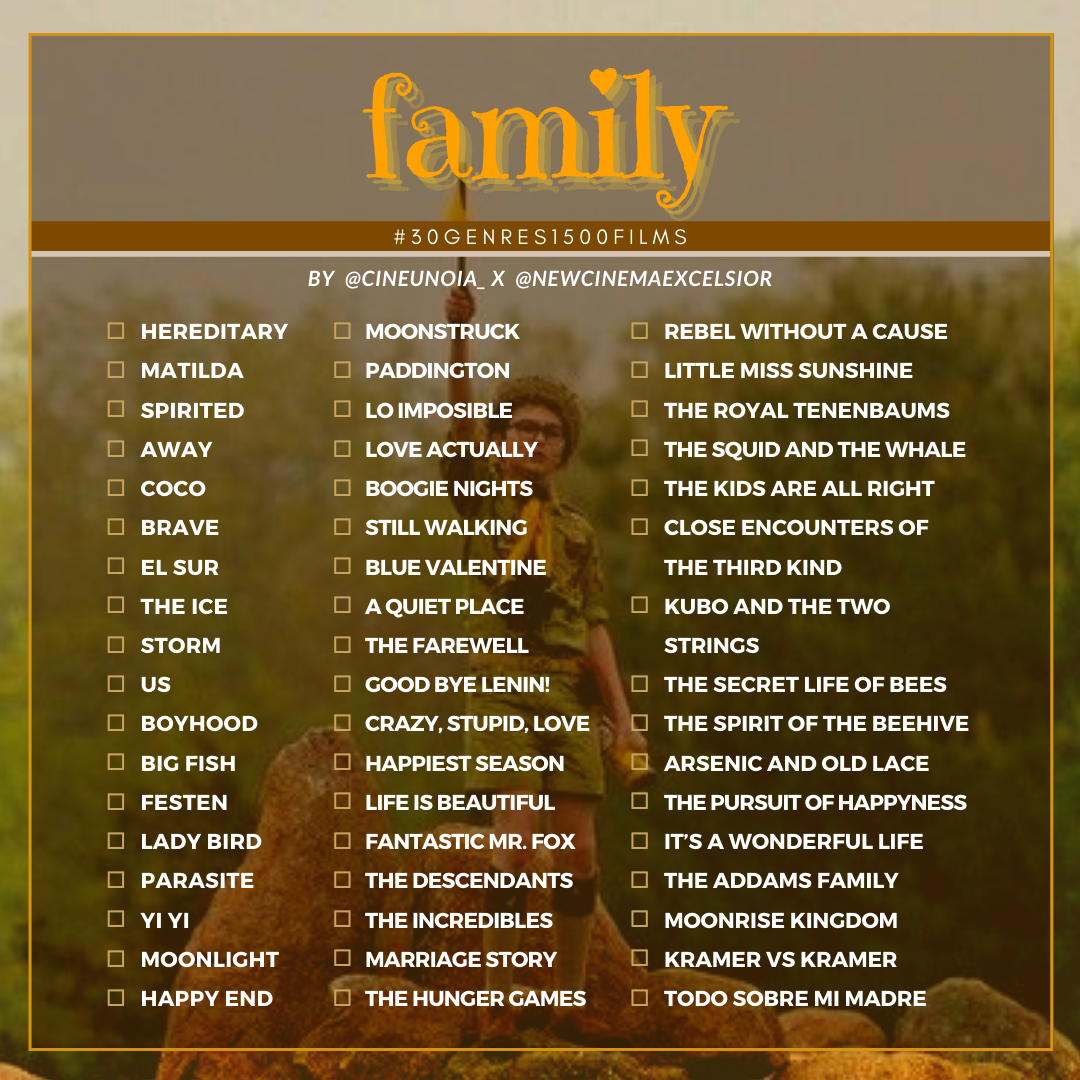 family
#30GENRES1500FILMS
BY @CINEUNOIA_ X @NEWCINEMAEXCELSIOR
HEREDITARY
MATILDA
SPIRITED
AWAY
COCO
BRAVE
EL SUR
THE ICE
STORM
US
BOYHOOD
BIG FISH
FESTEN
LADY BIRD
PARASITE
YI YI
MOONLIGHT
HAPPY END
MOONSTRUCK
PADDINGTON
LO IMPOSIBLE
LOVE ACTUALLY
BOOGIE NIGHTS
STILL WALKING
BLUE VALENTINE
A QUIET PLACE
THE FAREWELL
GOOD BYE LENIN!
CRAZY, STUPID, LOVE
HAPPIEST SEASON
LIFE IS BEAUTIFUL
FANTASTIC MR. FOX
THE DESCENDANTS
THE INCREDIBLES
MARRIAGE STORY
THE HUNGER GAMES
REBEL WITHOUT A CAUSE
LITTLE MISS SUNSHINE
THE ROYAL TENENBAUMS
THE SQUID AND THE WHALE
THE KIDS ARE ALL RIGHT
CLOSE ENCOUNTERS OF
THE THIRD KIND
KUBO AND THE TWO
STRINGS
THE SECRET LIFE OF BEES
THE SPIRIT OF THE BEEHIVE
ARSENIC AND OLD LACE
THE PURSUIT OF HAPPYNESS
IT'S A WONDERFUL LIFE
THE ADDAMS FAMILY
MOONRISE KINGDOM
KRAMER VS KRAMER
TODO SOBRE MI MADRE